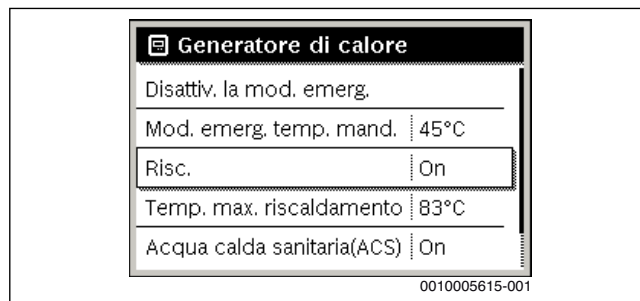 Generatore di calore
Disattiv. la mod. emerg.
Mod. emerg. temp. mand. 45°C
Risc. On
Temp. max. riscaldamento 83°C
Acqua calda sanitaria(ACS) On
0010005615-001